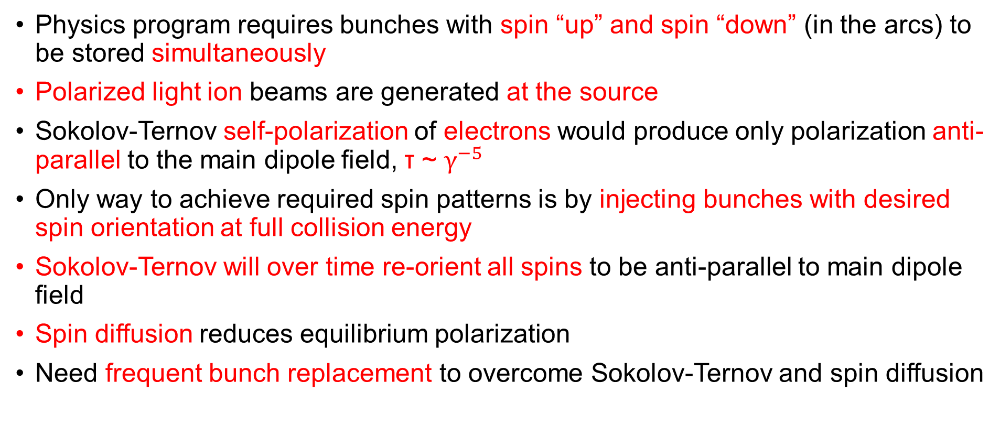 • Physics program requires bunches with spin “up” and spin “down” (in the arcs) to
be stored simultaneously
• Polarized light ion beams are generated at the source
• Sokolov-Ternov self-polarization of electrons would produce only polarization anti-
parallel to the main dipole field, τ ~ γ⁻⁵
• Only way to achieve required spin patterns is by injecting bunches with desired
spin orientation at full collision energy
• Sokolov-Ternov will over time re-orient all spins to be anti-parallel to main dipole
field
• Spin diffusion reduces equilibrium polarization
• Need frequent bunch replacement to overcome Sokolov-Ternov and spin diffusion